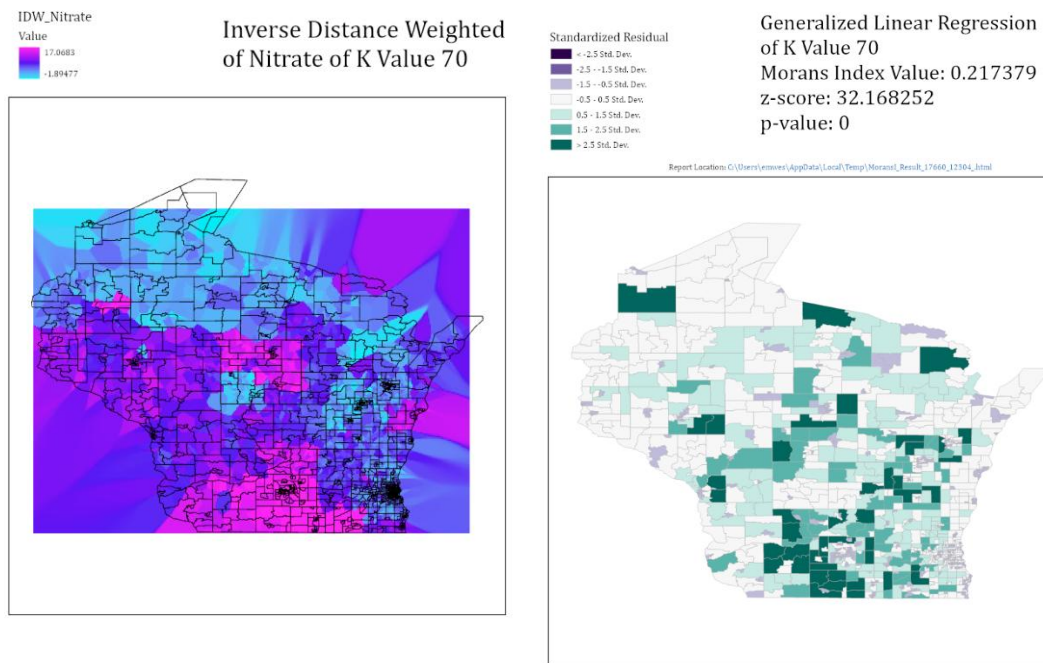 IDW_Nitrate
Value
17.0683
-1.89477
Inverse Distance Weighted
of Nitrate of K Value 70
Standardized Residual
< -2.5 Std. Dev.
-2.5 - -1.5 Std. Dev.
-1.5 - -0.5 Std. Dev.
-0.5 - 0.5 Std. Dev.
0.5 - 1.5 Std. Dev.
1.5 - 2.5 Std. Dev.
> 2.5 Std. Dev.
Generalized Linear Regression
of K Value 70
Morans Index Value: 0.217379
z-score: 32.168252
p-value: 0
Report Location: C:\Users\emwes\AppData\Local\Temp\MoransI_Result_17660_12304_.html